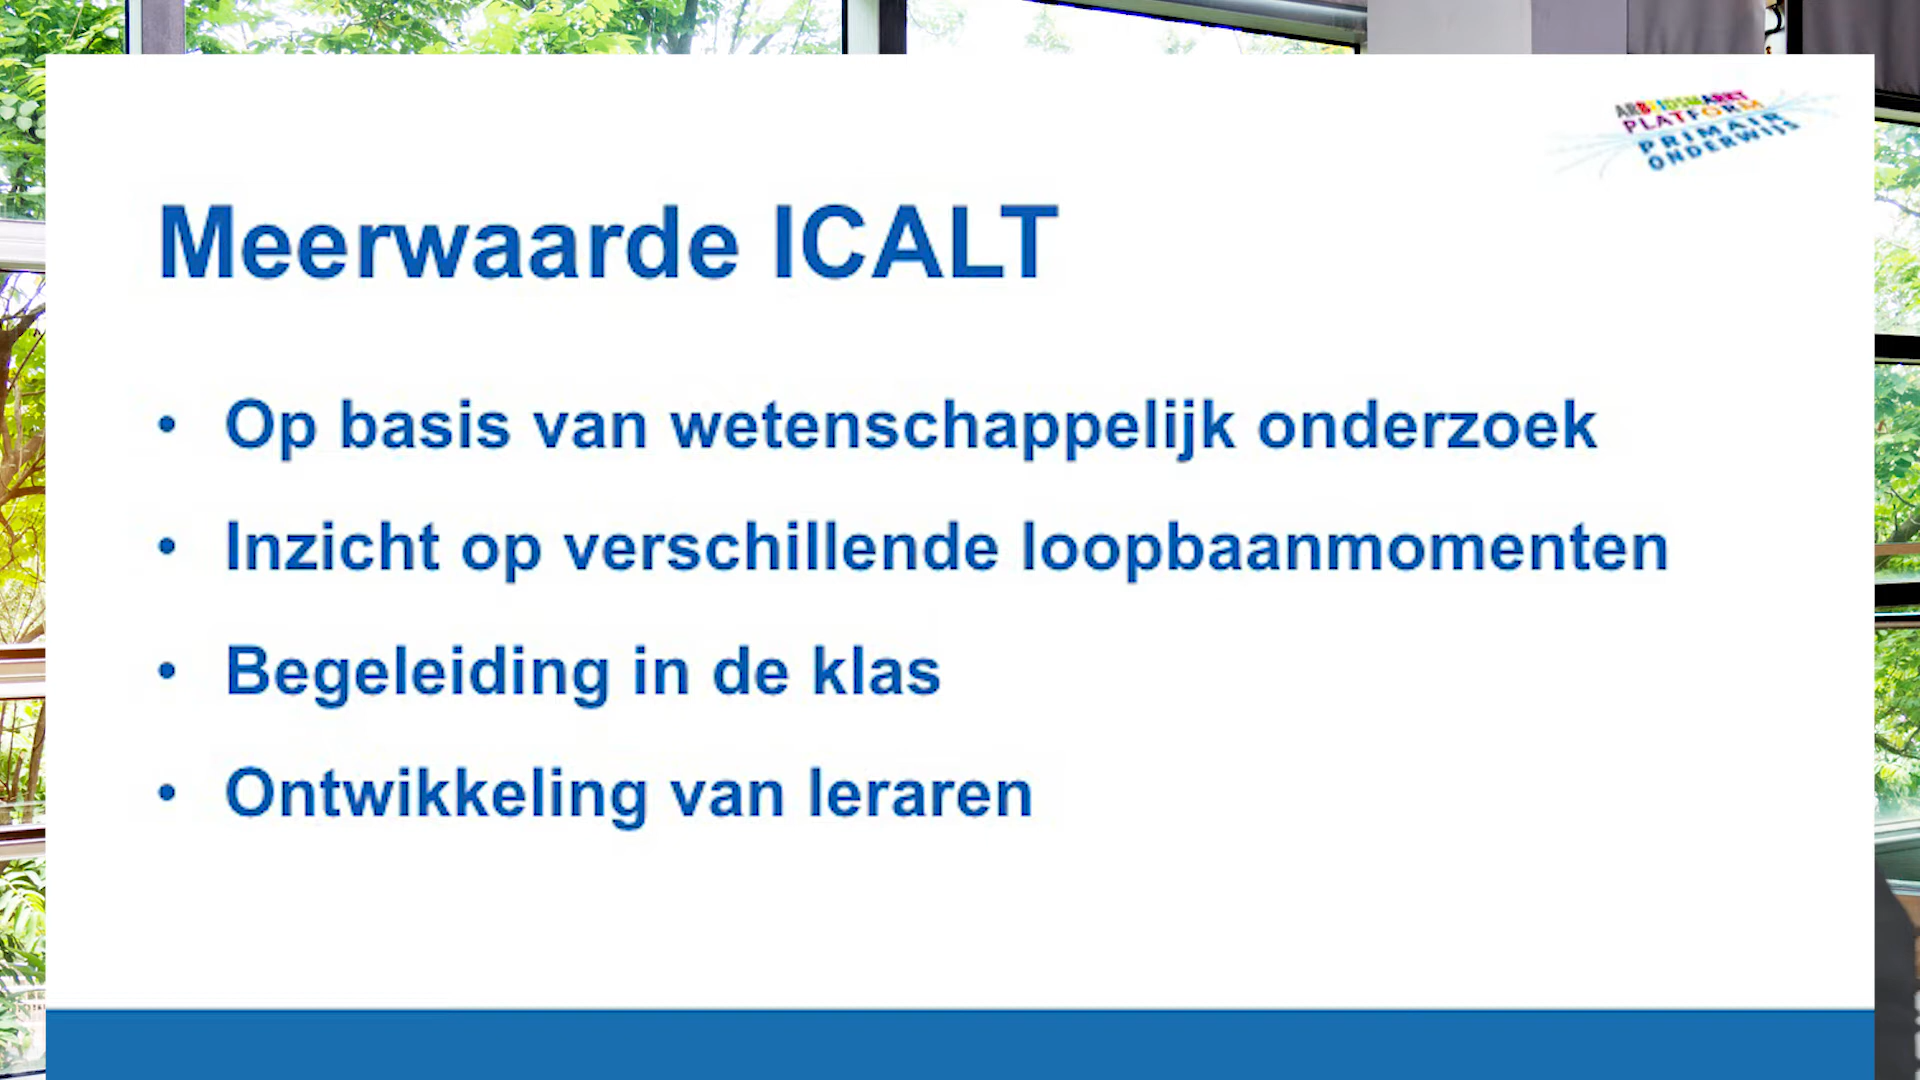 ARBEIDSMARKT
PLATFORM
PRIMAIR
ONDERWIJS
Meerwaarde ICALT
• Op basis van wetenschappelijk onderzoek
• Inzicht op verschillende loopbaanmomenten
• Begeleiding in de klas
• Ontwikkeling van leraren